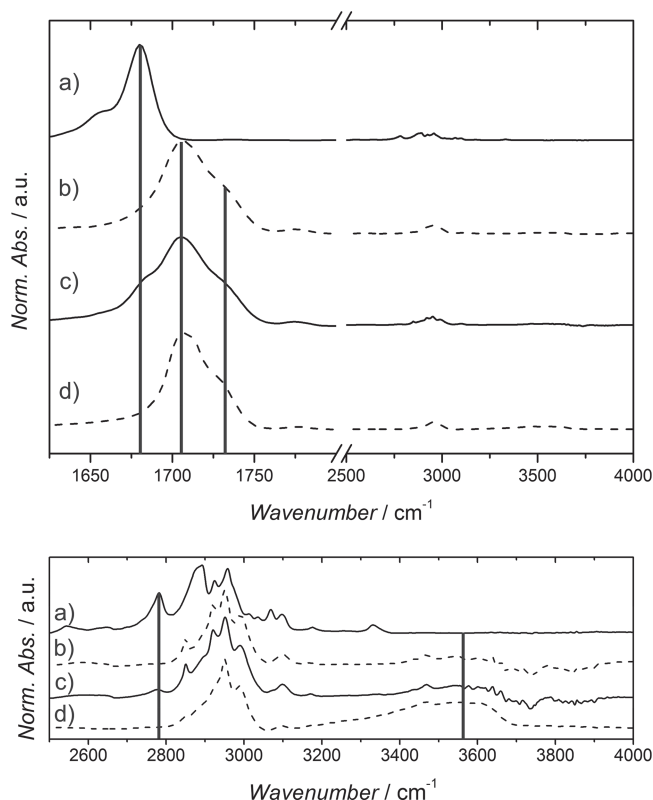 Norm. Abs. / a.u.
a)
b)
c)
d)
1650 1700 1750 2500 3000 3500 4000
Wavenumber / cm-1
Norm. Abs. / a.u.
a)
b)
c)
d)
2600 2800 3000 3200 3400 3600 3800 4000
Wavenumber / cm-1